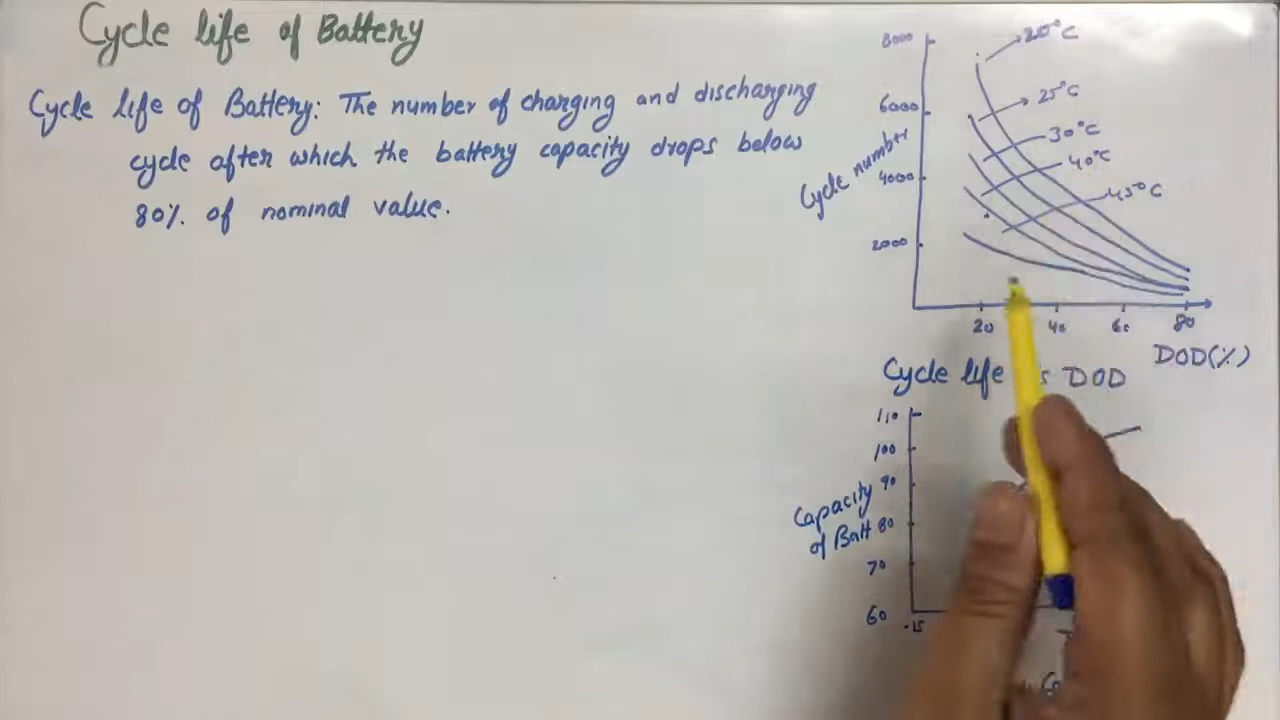 Cycle life of Battery
Cycle life of Battery: The number of charging and discharging
cycle after which the battery capacity drops below
80% of nominal value.
8000
6000
4000
2000
Cycle number
20°C
25°C
30°C
40°C
45°C
20 40 60 80
DOD(%)
Cycle life DOD
110
100
90
80
70
60
Capacity
of Batt
-15